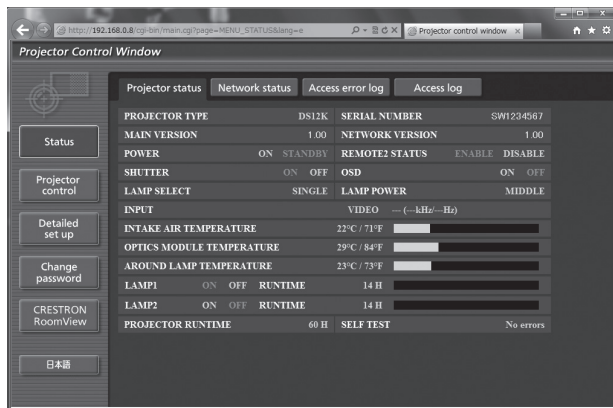 http://192.168.0.8/cgi-bin/main.cgi?page=MENU_STATUS&lang=e
Projector control window
Projector Control Window
Projector status Network status Access error log Access log
Status
Projector control
Detailed set up
Change password
CRESTRON RoomView
日本語
PROJECTOR TYPE DS12K SERIAL NUMBER SW1234567
MAIN VERSION 1.00 NETWORK VERSION 1.00
POWER ON STANDBY REMOTE2 STATUS ENABLE DISABLE
SHUTTER ON OFF OSD ON OFF
LAMP SELECT SINGLE LAMP POWER MIDDLE
INPUT VIDEO --- (---kHz/---Hz)
INTAKE AIR TEMPERATURE 22°C / 71°F
OPTICS MODULE TEMPERATURE 29°C / 84°F
AROUND LAMP TEMPERATURE 23°C / 73°F
LAMP1 ON OFF RUNTIME 14 H
LAMP2 ON OFF RUNTIME 14 H
PROJECTOR RUNTIME 60 H SELF TEST No errors